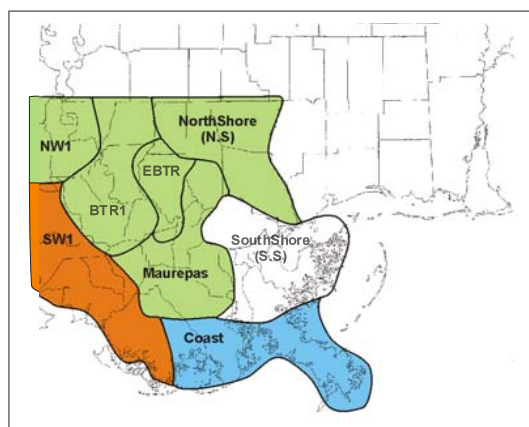 NorthShore
(N.S)
NW1
EBTR
BTR1
SW1
SouthShore
(S.S)
Maurepas
Coast